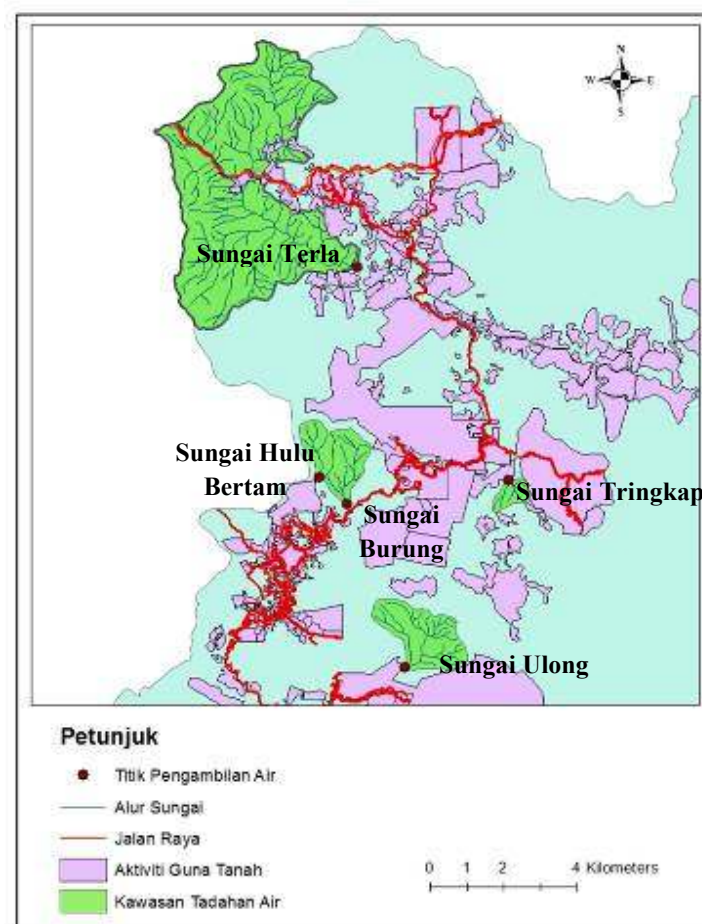 N
W E
S
Sungai Terla
Sungai Hulu
Bertam
Sungai Tringkap
Sungai
Burung
Sungai Ulong
Petunjuk
Titik Pengambilan Air
Alur Sungai
Jalan Raya
Aktiviti Guna Tanah
Kawasan Tadahan Air
0 1 2 4 Kilometers